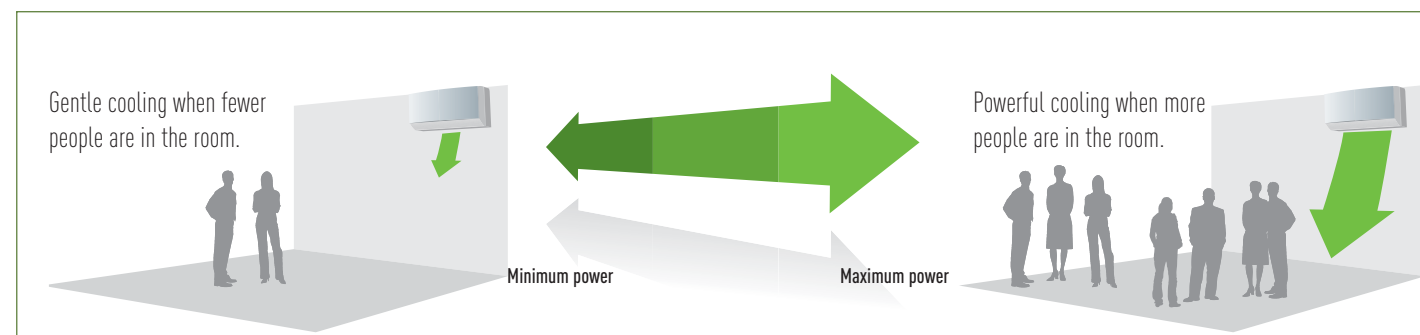 Gentle cooling when fewer
people are in the room.
Minimum power
Maximum power
Powerful cooling when more
people are in the room.